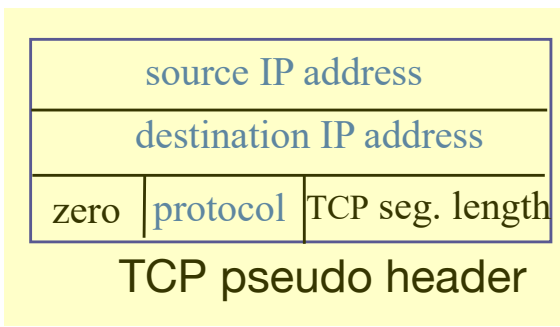 source IP address
destination IP address
zero protocol TCP seg. length
TCP pseudo header